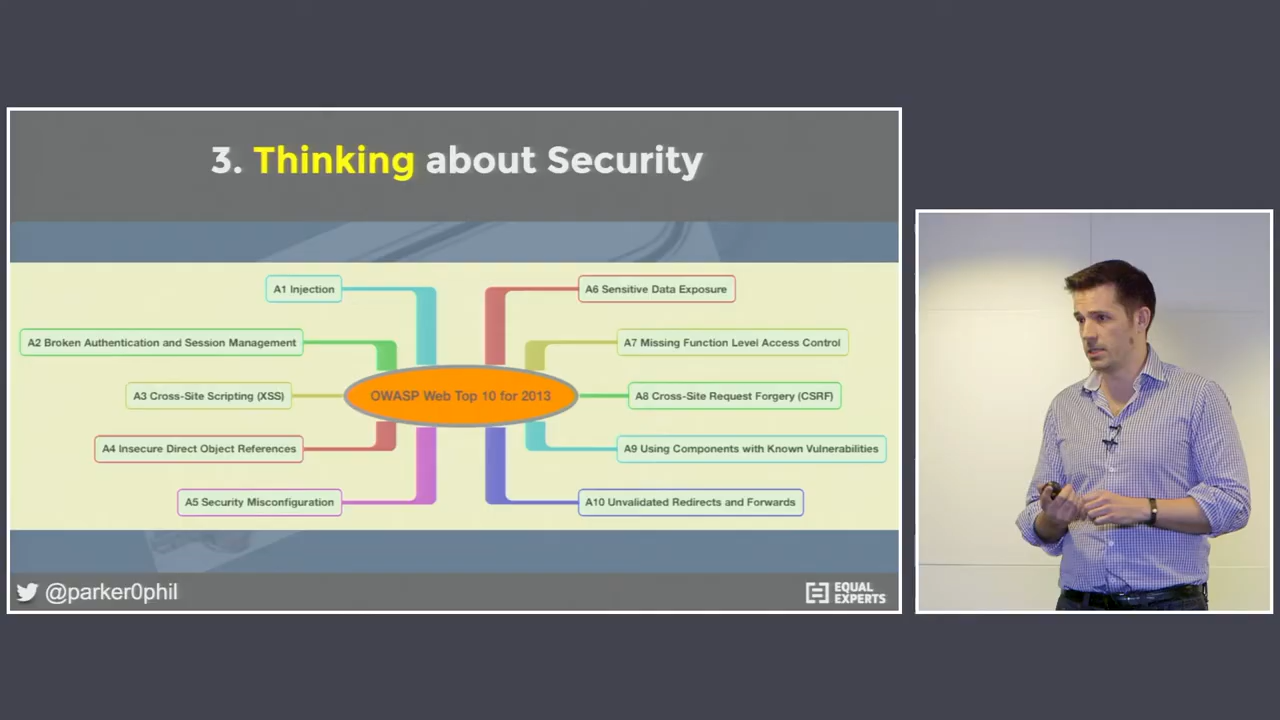 3. Thinking about Security
A1 Injection
A2 Broken Authentication and Session Management
A3 Cross-Site Scripting (XSS)
A4 Insecure Direct Object References
A5 Security Misconfiguration
OWASP Web Top 10 for 2013
A6 Sensitive Data Exposure
A7 Missing Function Level Access Control
A8 Cross-Site Request Forgery (CSRF)
A9 Using Components with Known Vulnerabilities
A10 Unvalidated Redirects and Forwards
@parker0phil
EQUAL
EXPERTS